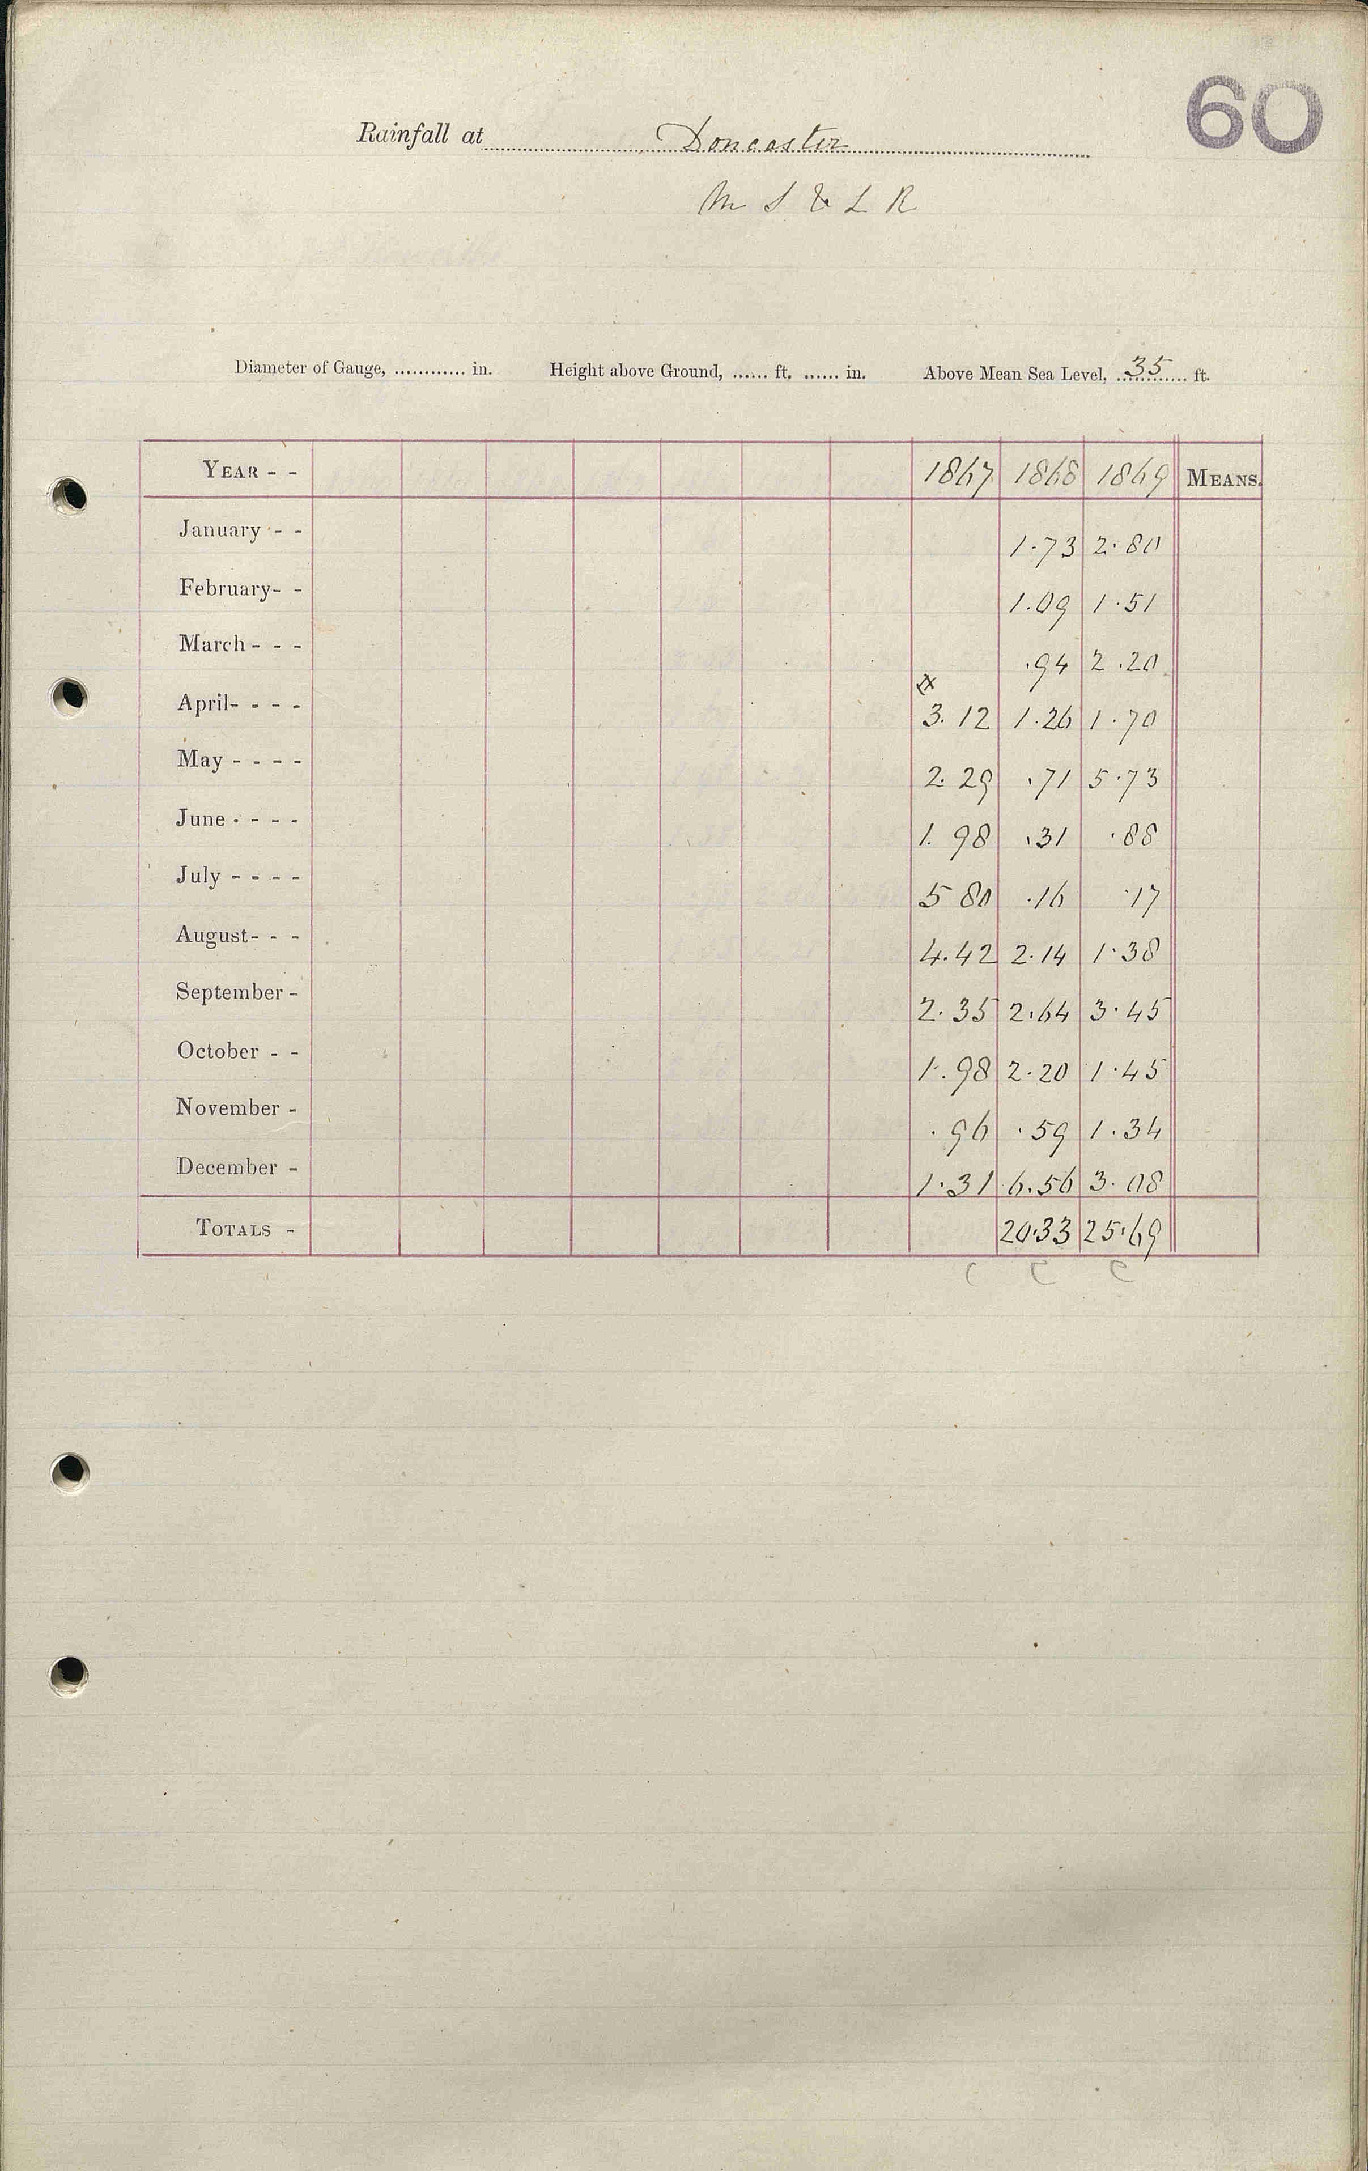 60
Rainfall at Doncaster
M S & L R
Diameter of Gauge, ............ in. Height above Ground, ...... ft. ...... in. Above Mean Sea Level, 35 ft.
YEAR - - 1867 1868 1869 MEANS.
January - - 1.73 2.80
February- - 1.09 1.51
March - - - .94 2.20
April- - - - 3.12 1.26 1.70
May - - - - 2.29 .71 5.73
June - - - - 1.98 .31 .88
July - - - - 5 80 .16 .17
August- - - 4.42 2.14 1.38
September - 2.35 2.64 3.45
October - - 1.98 2.20 1.45
November - .96 .59 1.34
December - 1.31 6.56 3.08
TOTALS - 20.33 25.69
C C C